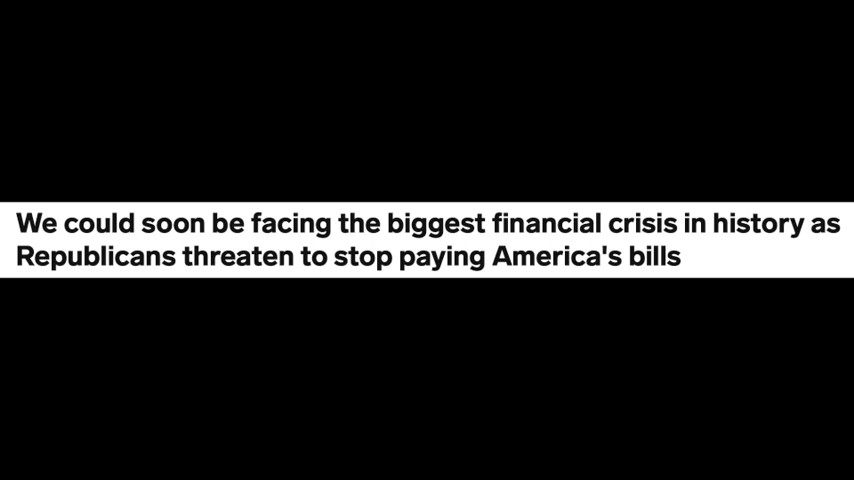 We could soon be facing the biggest financial crisis in history as
Republicans threaten to stop paying America's bills